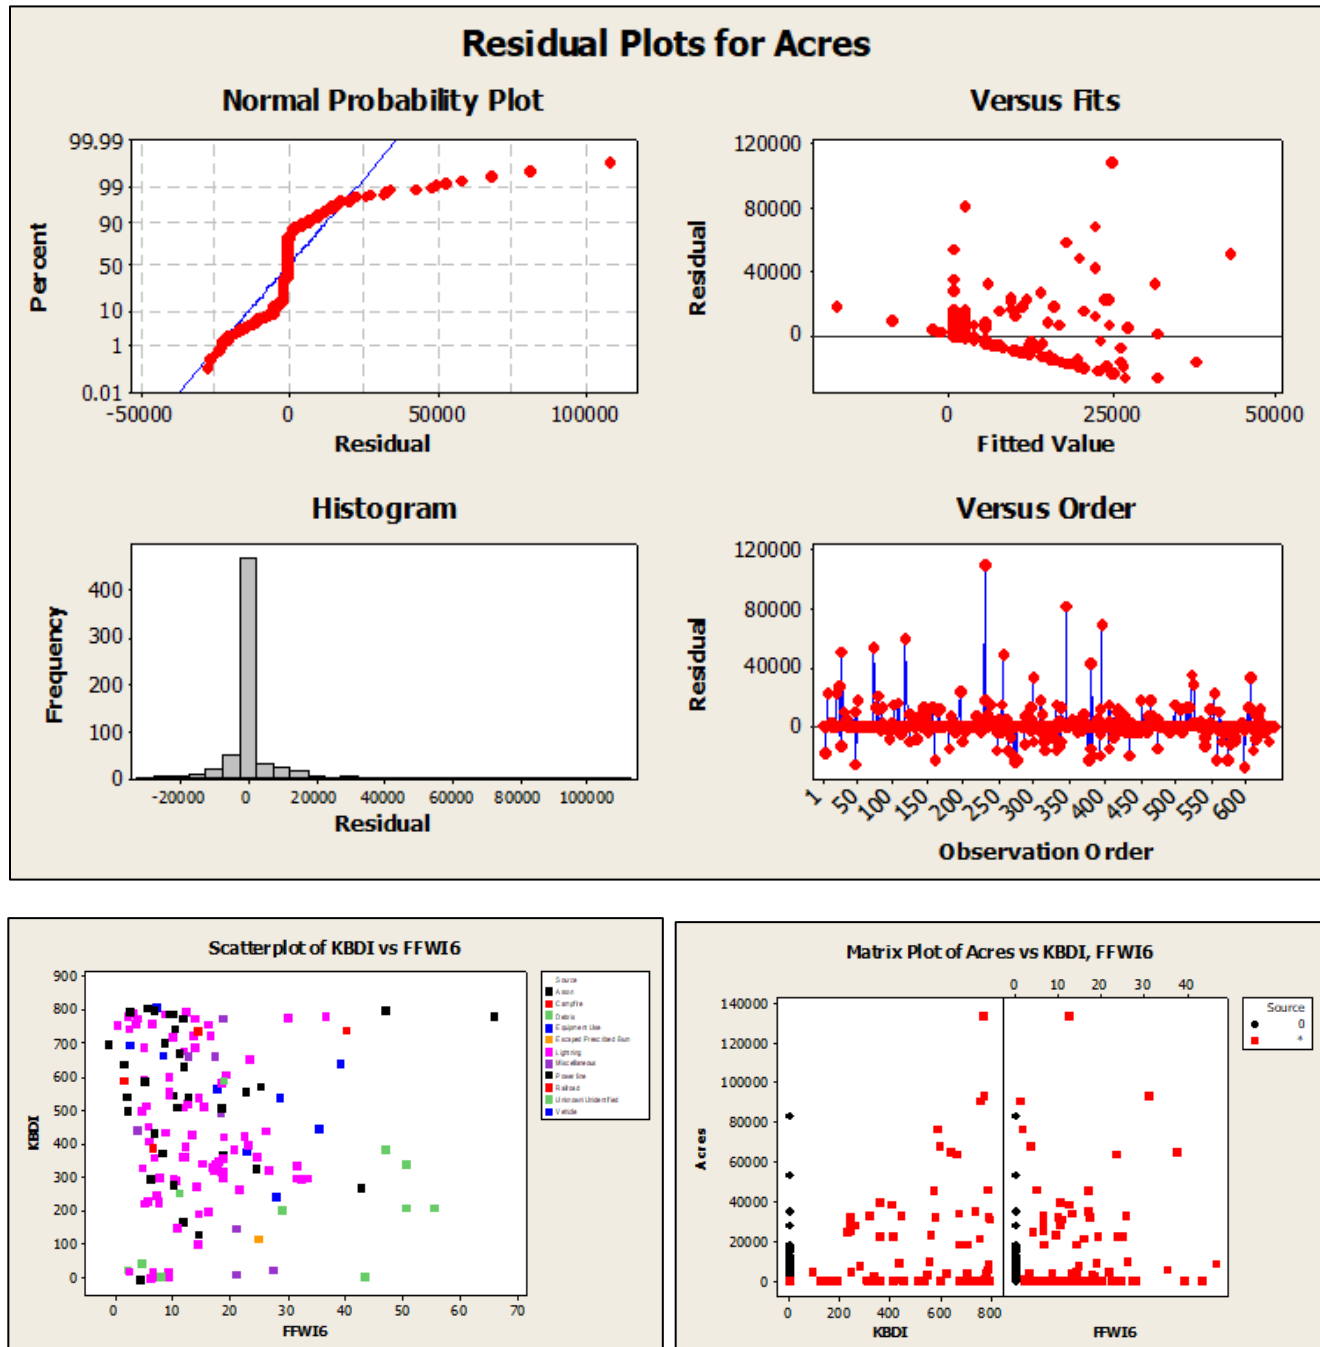 Residual Plots for Acres
Normal Probability Plot
99.99
99
90
50
10
1
0.01
Percent
-50000 0 50000 100000
Residual
Versus Fits
120000
80000
40000
0
Residual
0 25000 50000
Fitted Value
Histogram
400
300
200
100
0
Frequency
-20000 0 20000 40000 60000 80000 100000
Residual
Versus Order
120000
80000
40000
0
Residual
1 50 100 150 200 250 300 350 400 450 500 550 600
Observation Order
Scatterplot of KBDI vs FFWI6
900
800
700
600
500
400
300
200
100
0
KBDI
0 10 20 30 40 50 60 70
FFWI6
Source
Arson
Campfire
Debris
Equipment Use
Escaped Prescribed Burn
Lightning
Miscellaneous
Powerline
Railroad
Unknown Unidentified
Vehicle
Matrix Plot of Acres vs KBDI, FFWI6
0 10 20 30 40
140000
120000
100000
80000
60000
40000
20000
0
Acres
0 200 400 600 800
KBDI
FFWI6
Source
0
*